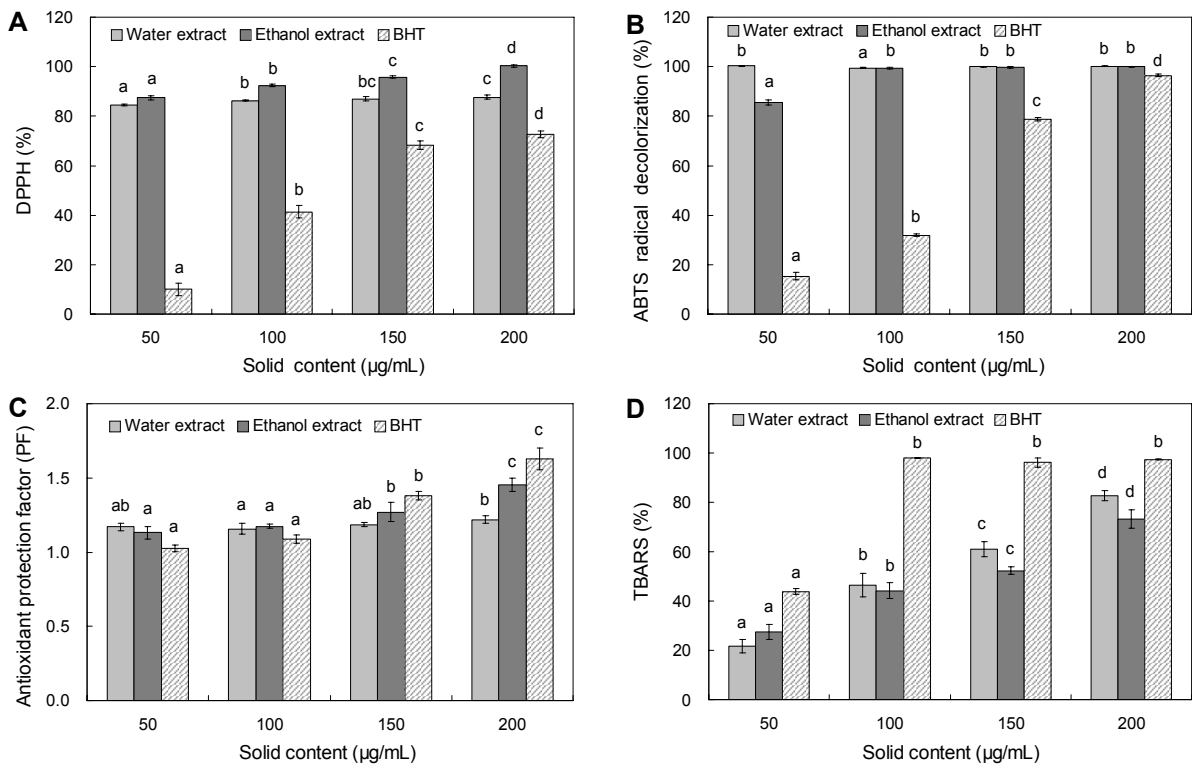 A
DPPH (%)
120
100
80
60
40
20
0
Water extract Ethanol extract BHT
a a a
b b b
bc c c
c d d
50 100 150 200
Solid content (µg/mL)
B
ABTS radical decolorization (%)
120
100
80
60
40
20
0
Water extract Ethanol extract BHT
b a a
a b b
b b c
b b d
50 100 150 200
Solid content (µg/mL)
C
Antioxidant protection factor (PF)
2.0
1.5
1.0
0.5
0.0
Water extract Ethanol extract BHT
ab a a
a a a
ab b b
b c c
50 100 150 200
Solid content (µg/mL)
D
TBARS (%)
120
100
80
60
40
20
0
Water extract Ethanol extract BHT
a a a
b b b
c c b
d d b
50 100 150 200
Solid content (µg/mL)